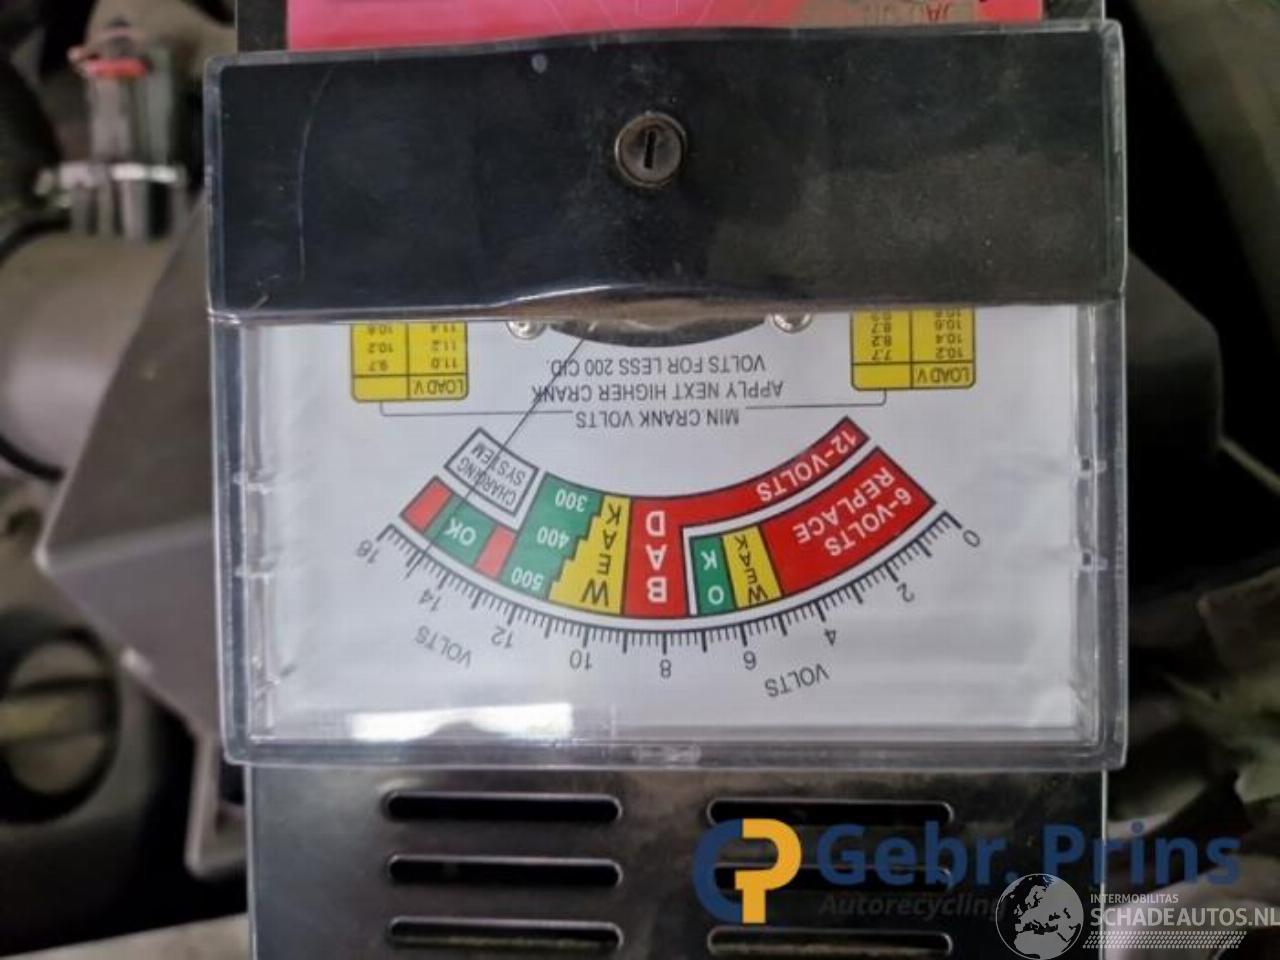 VOLTS
VOLTS
0 2 4 6 8 10 12 14 16
6-VOLTS
REPLACE
WEAK
OK
12-VOLTS
BAD
WEAK
500
400
300
OK
CHARGING
SYSTEM
MIN CRANK VOLTS
APPLY NEXT HIGHER CRANK
VOLTS FOR LESS 200 CID.
LOAD V
10.2 7.7
10.4 8.2
10.6 8.7
LOAD V
11.0 9.7
11.2 10.2
11.4 10.6
Gebr. Prins
Autorecycling
INTERMOBILITAS
SCHADEAUTOS.NL